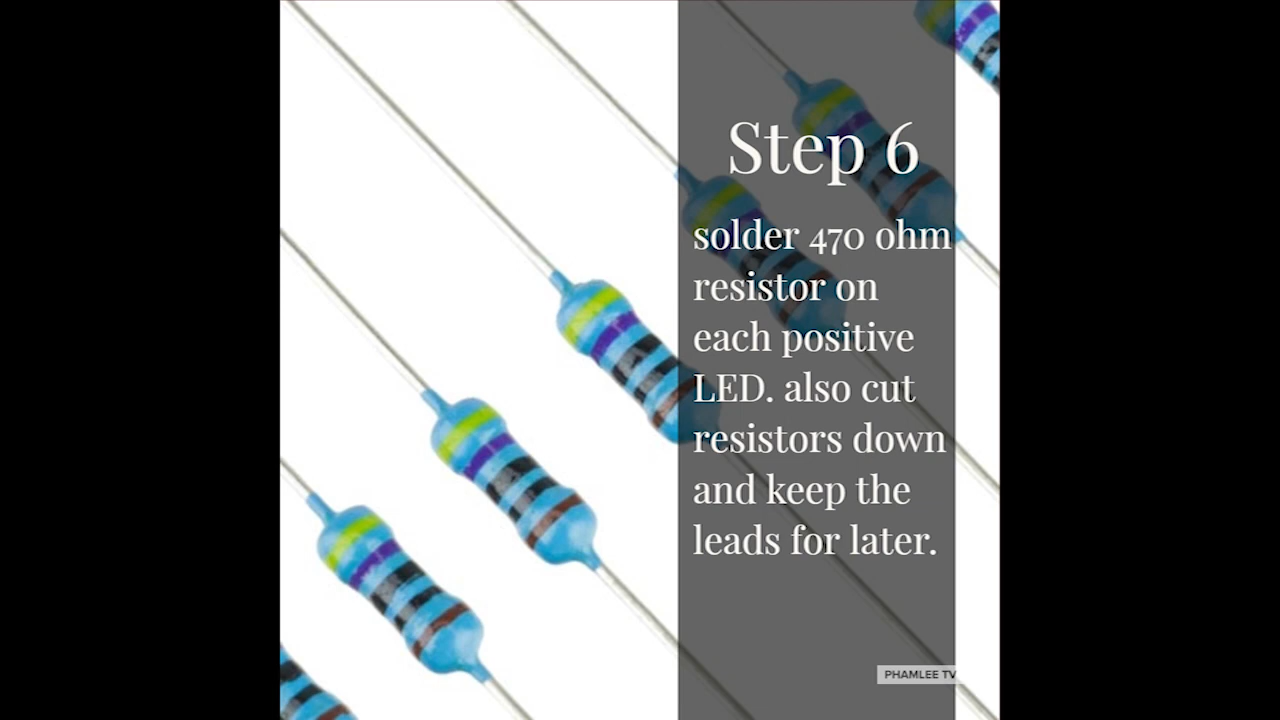 Step 6
solder 470 ohm
resistor on
each positive
LED. also cut
resistors down
and keep the
leads for later.
PHAMLEE TV